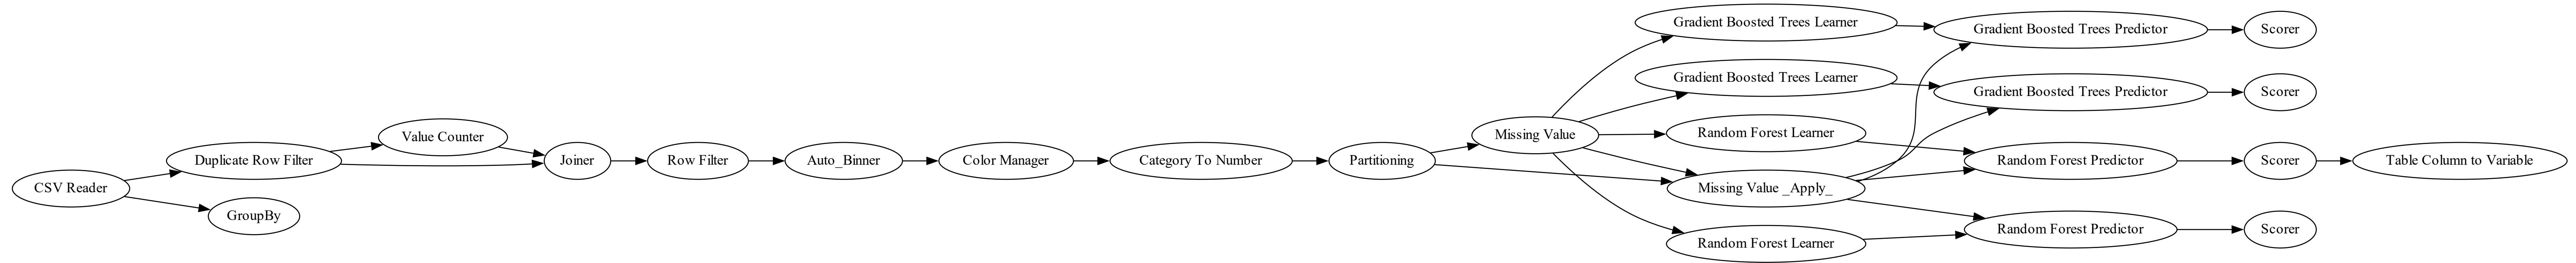 CSV Reader
Duplicate Row Filter
GroupBy
Value Counter
Joiner
Row Filter
Auto_Binner
Color Manager
Category To Number
Partitioning
Missing Value
Missing Value _Apply_
Gradient Boosted Trees Learner
Gradient Boosted Trees Learner
Random Forest Learner
Random Forest Learner
Gradient Boosted Trees Predictor
Gradient Boosted Trees Predictor
Random Forest Predictor
Random Forest Predictor
Scorer
Scorer
Scorer
Scorer
Table Column to Variable